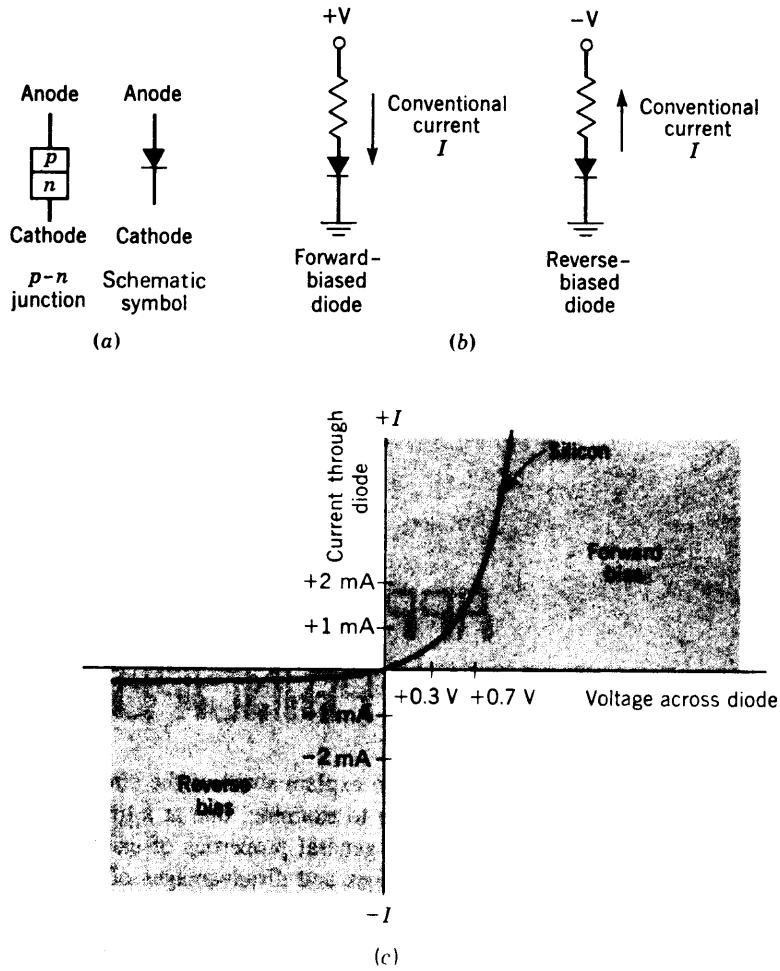 Anode
Anode
p
n
Cathode
Cathode
p-n
junction
Schematic
symbol
(a)
+V
Conventional
current
I
Forward-
biased
diode
−V
Conventional
current
I
Reverse-
biased
diode
(b)
+I
Current through
diode
Silicon
Forward
bias
+2 mA
+1 mA
+0.3 V
+0.7 V
Voltage across diode
−1 mA
−2 mA
Reverse
bias
−I
(c)